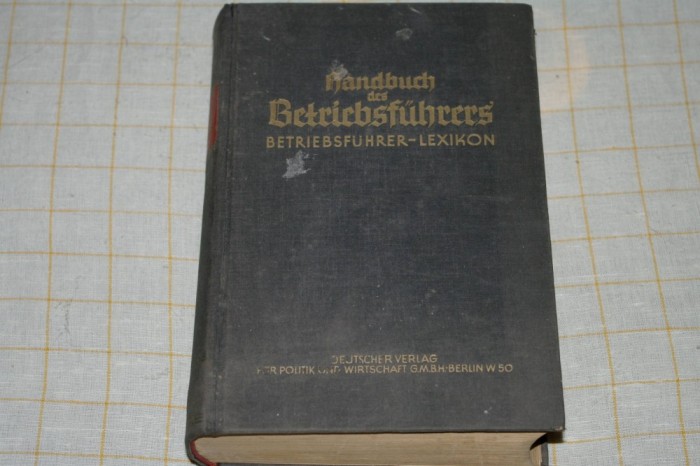 Handbuch
des
Betriebsführers
BETRIEBSFÜHRER-LEXIKON
DEUTSCHER VERLAG
FÜR POLITIK UND WIRTSCHAFT G.M.B.H. BERLIN W 50